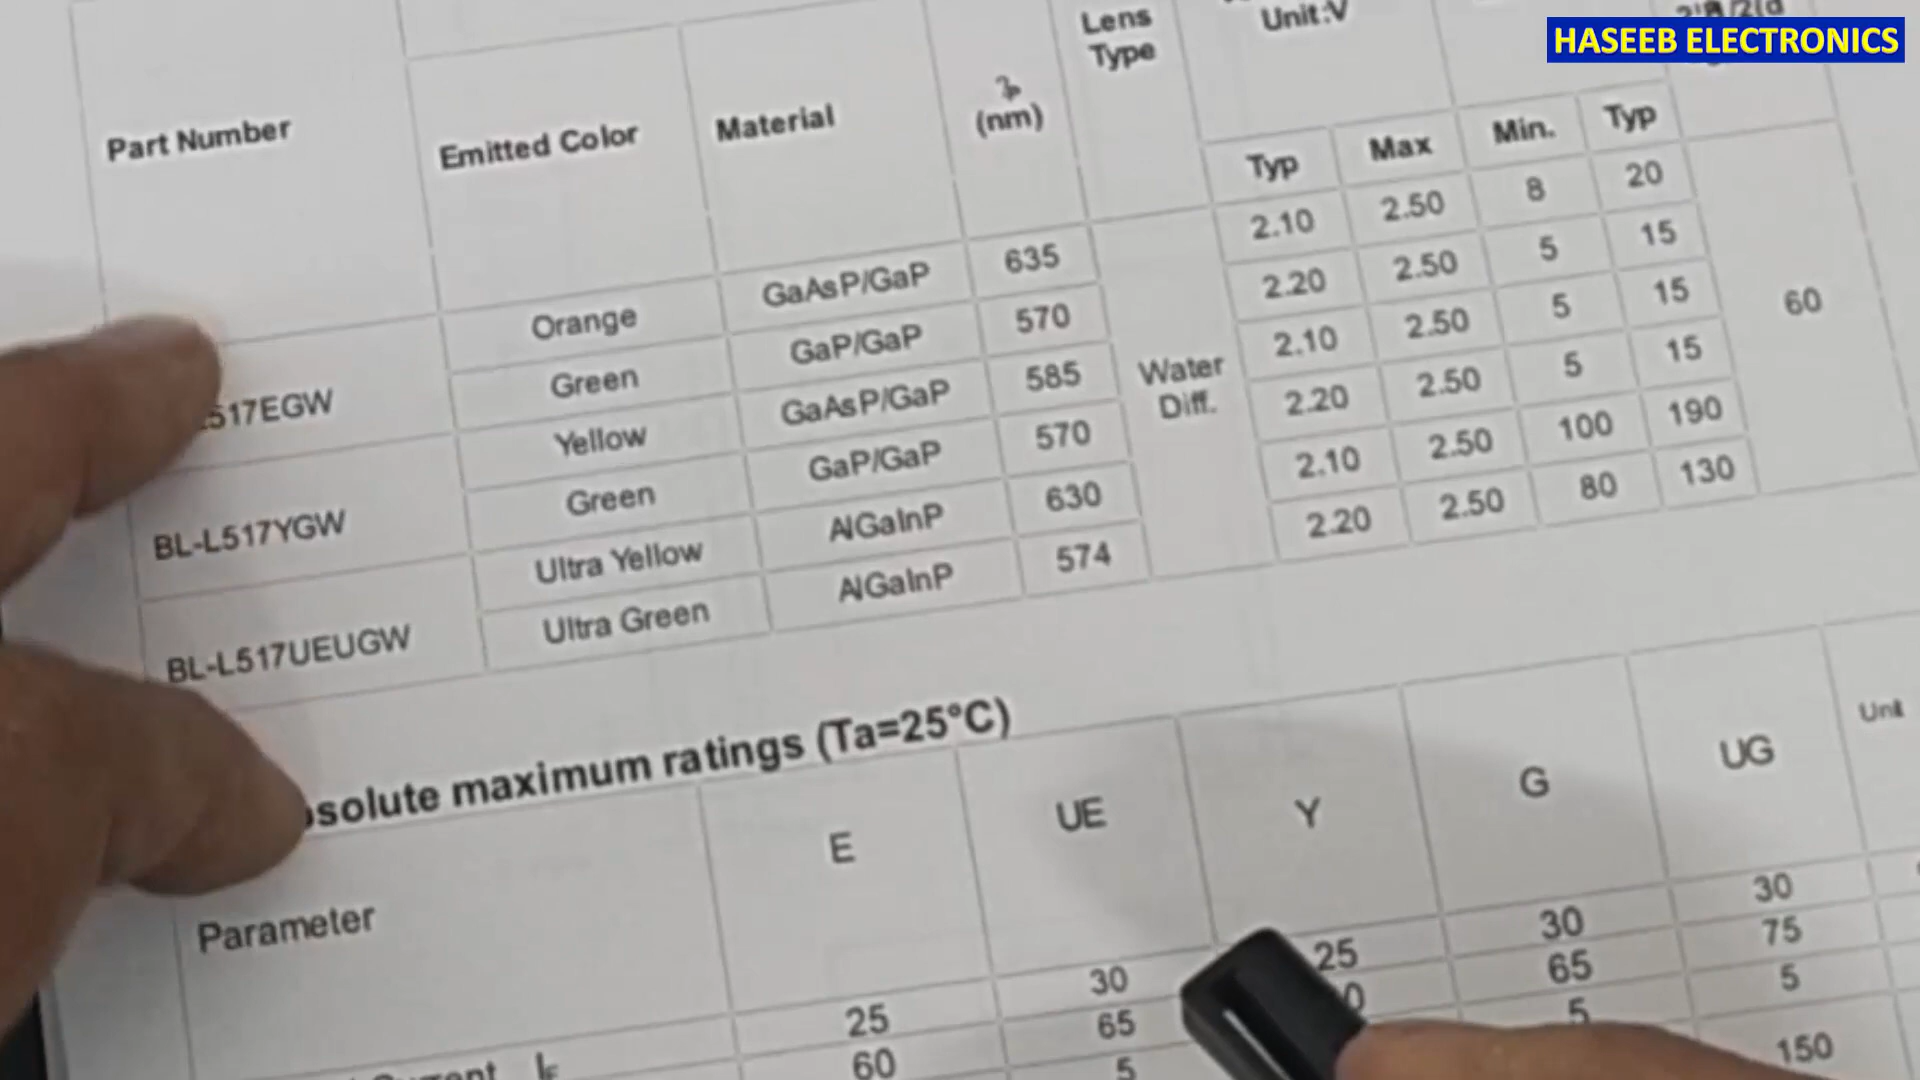 HASEEB ELECTRONICS
Part Number
Emitted Color
Material
(nm)
Lens
Type
Unit:V
Typ Max Min. Typ
Orange GaAsP/GaP 635 2.10 2.50 8 20
517EGW
Green GaP/GaP 570 2.20 2.50 5 15
Yellow GaAsP/GaP 585 2.10 2.50 5 15
BL-L517YGW
Green GaP/GaP 570 2.20 2.50 5 15
Ultra Yellow AlGaInP 630 2.10 2.50 100 190
BL-L517UEUGW
Ultra Green AlGaInP 574 2.20 2.50 80 130
Water
Diff.
60
solute maximum ratings (Ta=25°C)
Parameter E UE Y G UG Unit
25 30 25 30 30
60 65 65 75
5 5 5
150